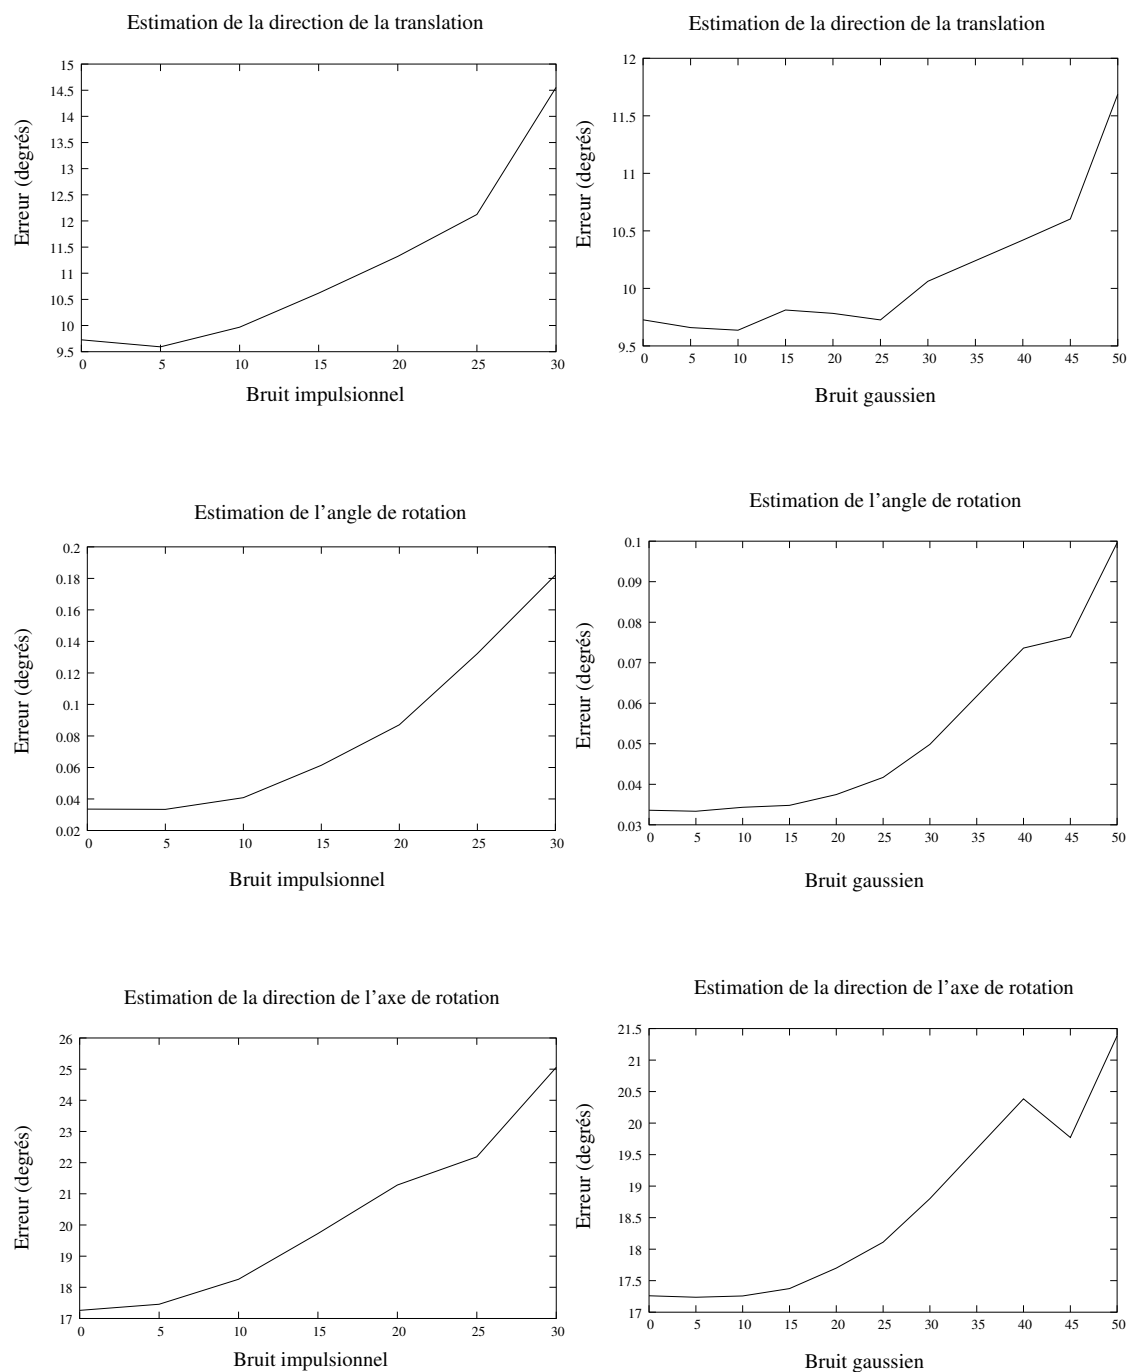 Estimation de la direction de la translation
Erreur (degrés)
15
14.5
14
13.5
13
12.5
12
11.5
11
10.5
10
9.5
0 5 10 15 20 25 30
Bruit impulsionnel
Estimation de la direction de la translation
Erreur (degrés)
12
11.5
11
10.5
10
9.5
0 5 10 15 20 25 30 35 40 45 50
Bruit gaussien
Estimation de l'angle de rotation
Erreur (degrés)
0.2
0.18
0.16
0.14
0.12
0.1
0.08
0.06
0.04
0.02
0 5 10 15 20 25 30
Bruit impulsionnel
Estimation de l'angle de rotation
Erreur (degrés)
0.1
0.09
0.08
0.07
0.06
0.05
0.04
0.03
0 5 10 15 20 25 30 35 40 45 50
Bruit gaussien
Estimation de la direction de l'axe de rotation
Erreur (degrés)
26
25
24
23
22
21
20
19
18
17
0 5 10 15 20 25 30
Bruit impulsionnel
Estimation de la direction de l'axe de rotation
Erreur (degrés)
21.5
21
20.5
20
19.5
19
18.5
18
17.5
17
0 5 10 15 20 25 30 35 40 45 50
Bruit gaussien